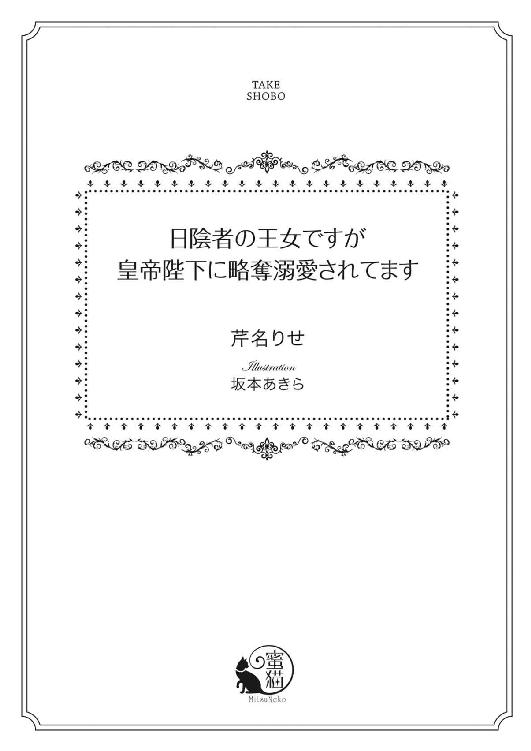 TAKE
SHOBO
日陰者の王女ですが
皇帝陛下に略奪溺愛されてます
芹名りせ
Illustration
坂本あきら
蜜猫
MitsuNeko